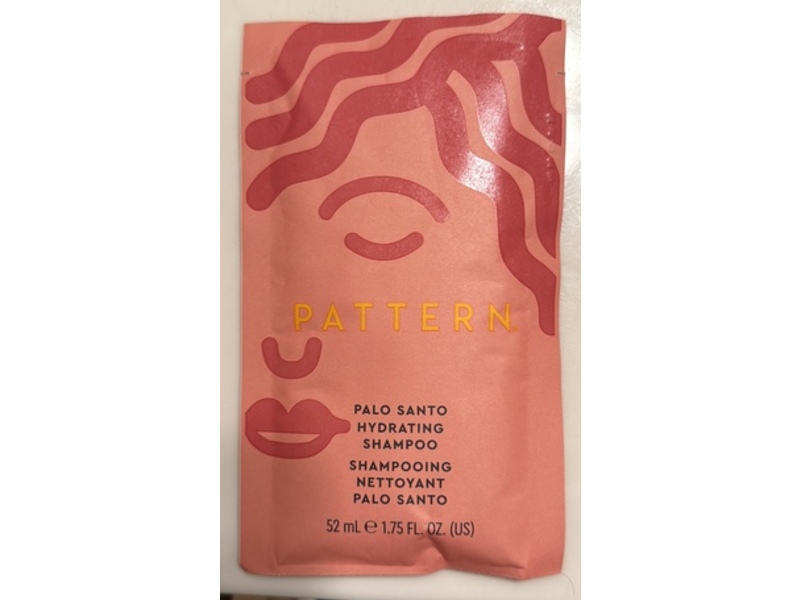 PATTERN
PALO SANTO
HYDRATING
SHAMPOO
SHAMPOOING
NETTOYANT
PALO SANTO
52 mL ℮ 1.75 FL. OZ. (US)